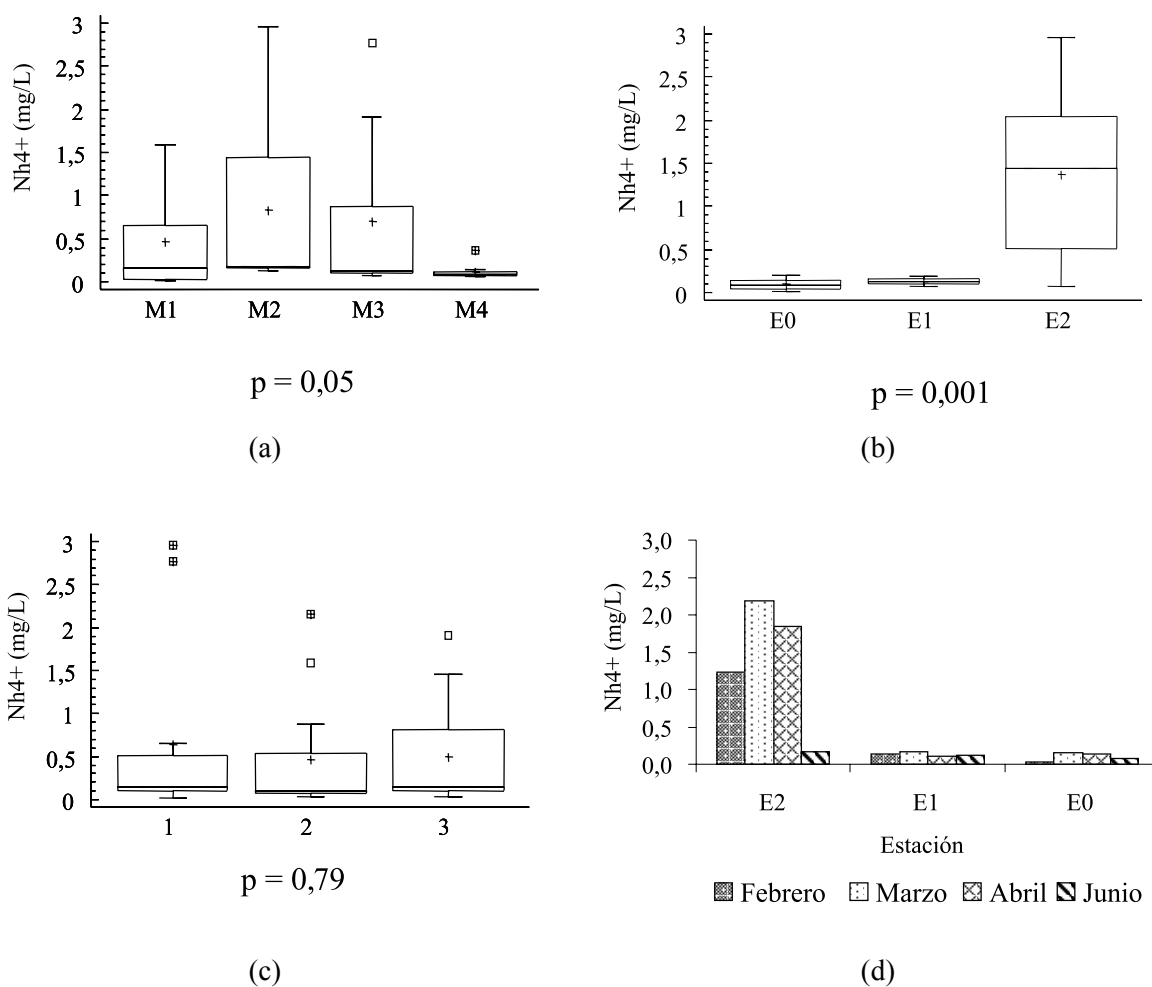 Nh4+ (mg/L)
3
2,5
2
1,5
1
0,5
0
M1 M2 M3 M4
p = 0,05
(a)
Nh4+ (mg/L)
3
2,5
2
1,5
1
0,5
0
E0 E1 E2
p = 0,001
(b)
Nh4+ (mg/L)
3
2,5
2
1,5
1
0,5
0
1 2 3
p = 0,79
(c)
Nh4+ (mg/L)
3,0
2,5
2,0
1,5
1,0
0,5
0,0
E2 E1 E0
Estación
Febrero Marzo Abril Junio
(d)